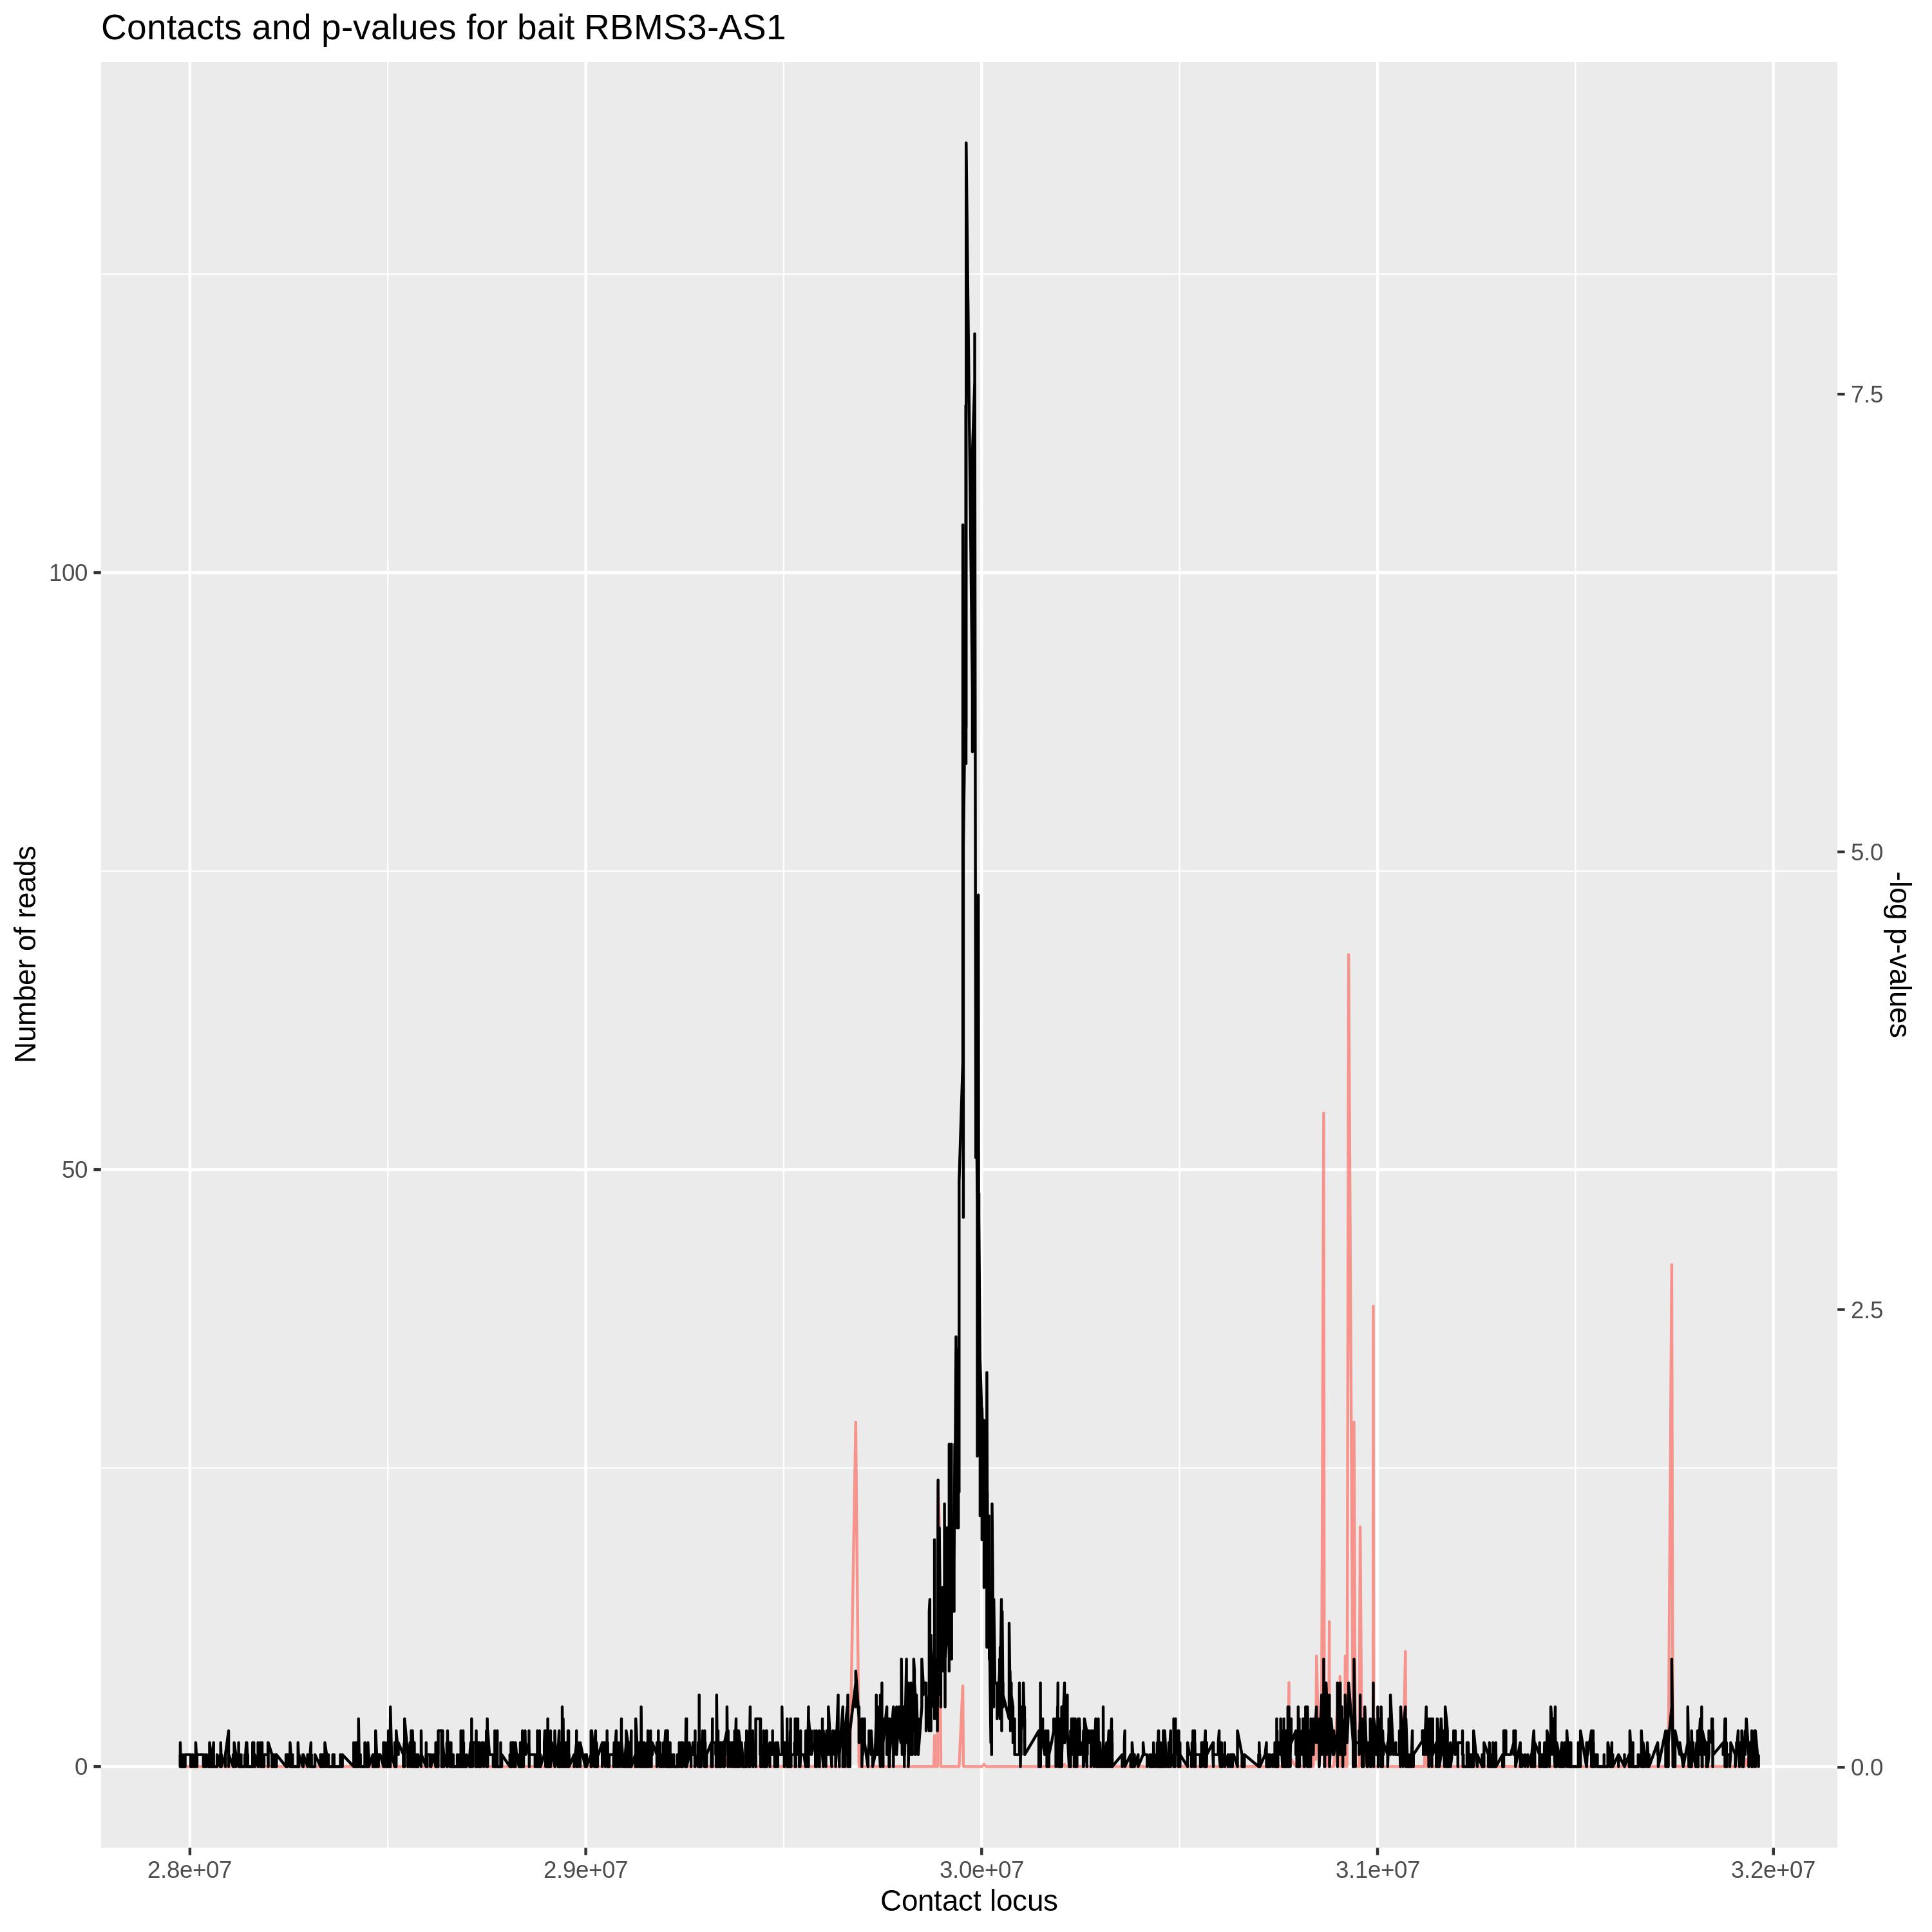 Contacts and p-values for bait RBMS3-AS1
100
50
0
Number of reads
7.5
5.0
2.5
0.0
-log p-values
2.8e+07 2.9e+07 3.0e+07 3.1e+07 3.2e+07
Contact locus